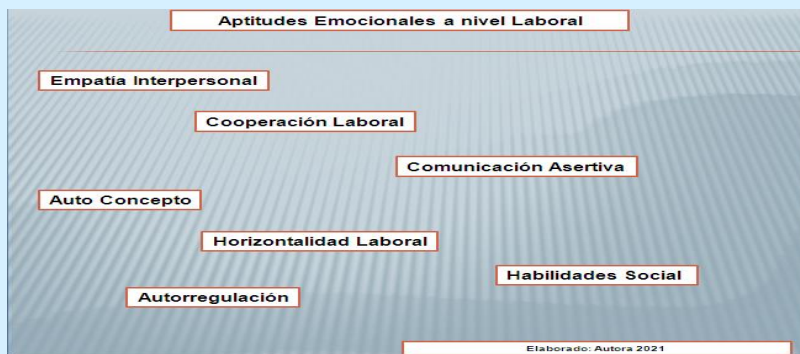 Aptitudes Emocionales a nivel Laboral
Empatía Interpersonal
Cooperación Laboral
Comunicación Asertiva
Auto Concepto
Horizontalidad Laboral
Habilidades Social
Autorregulación
Elaborado: Autora 2021